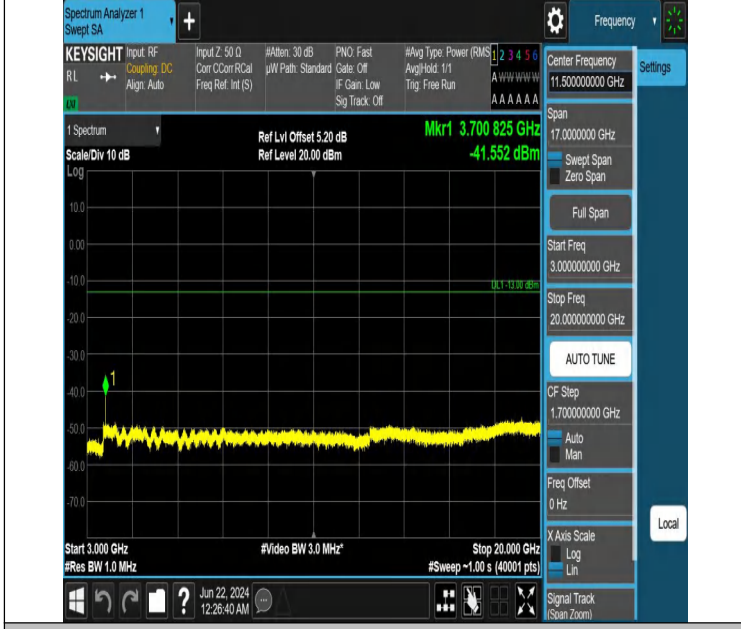 Spectrum Analyzer 1
Swept SA
+
Frequency
KEYSIGHT
RL
LXI
Input: RF
Coupling: DC
Align: Auto
Input Z: 50 Ω
Corr CCorr RCal
Freq Ref: Int (S)
#Atten: 30 dB
µW Path: Standard
PNO: Fast
Gate: Off
IF Gain: Low
Sig Track: Off
#Avg Type: Power (RMS
Avg|Hold: 1/1
Trig: Free Run
1 2 3 4 5 6
A W W W W W
A A A A A A
1 Spectrum
Scale/Div 10 dB
Log
Ref Lvl Offset 5.20 dB
Ref Level 20.00 dBm
Mkr1 3.700 825 GHz
-41.552 dBm
10.0
0.00
-10.0
DL1 -13.00 dBm
-20.0
-30.0
1
-40.0
-50.0
-60.0
-70.0
Start 3.000 GHz
#Res BW 1.0 MHz
#Video BW 3.0 MHz*
Stop 20.000 GHz
#Sweep ~1.00 s (40001 pts)
?
Jun 22, 2024
12:26:40 AM
Center Frequency
11.500000000 GHz
Settings
Span
17.0000000 GHz
Swept Span
Zero Span
Full Span
Start Freq
3.000000000 GHz
Stop Freq
20.000000000 GHz
AUTO TUNE
CF Step
1.700000000 GHz
Auto
Man
Freq Offset
0 Hz
X Axis Scale
Log
Lin
Local
Signal Track
(Span Zoom)